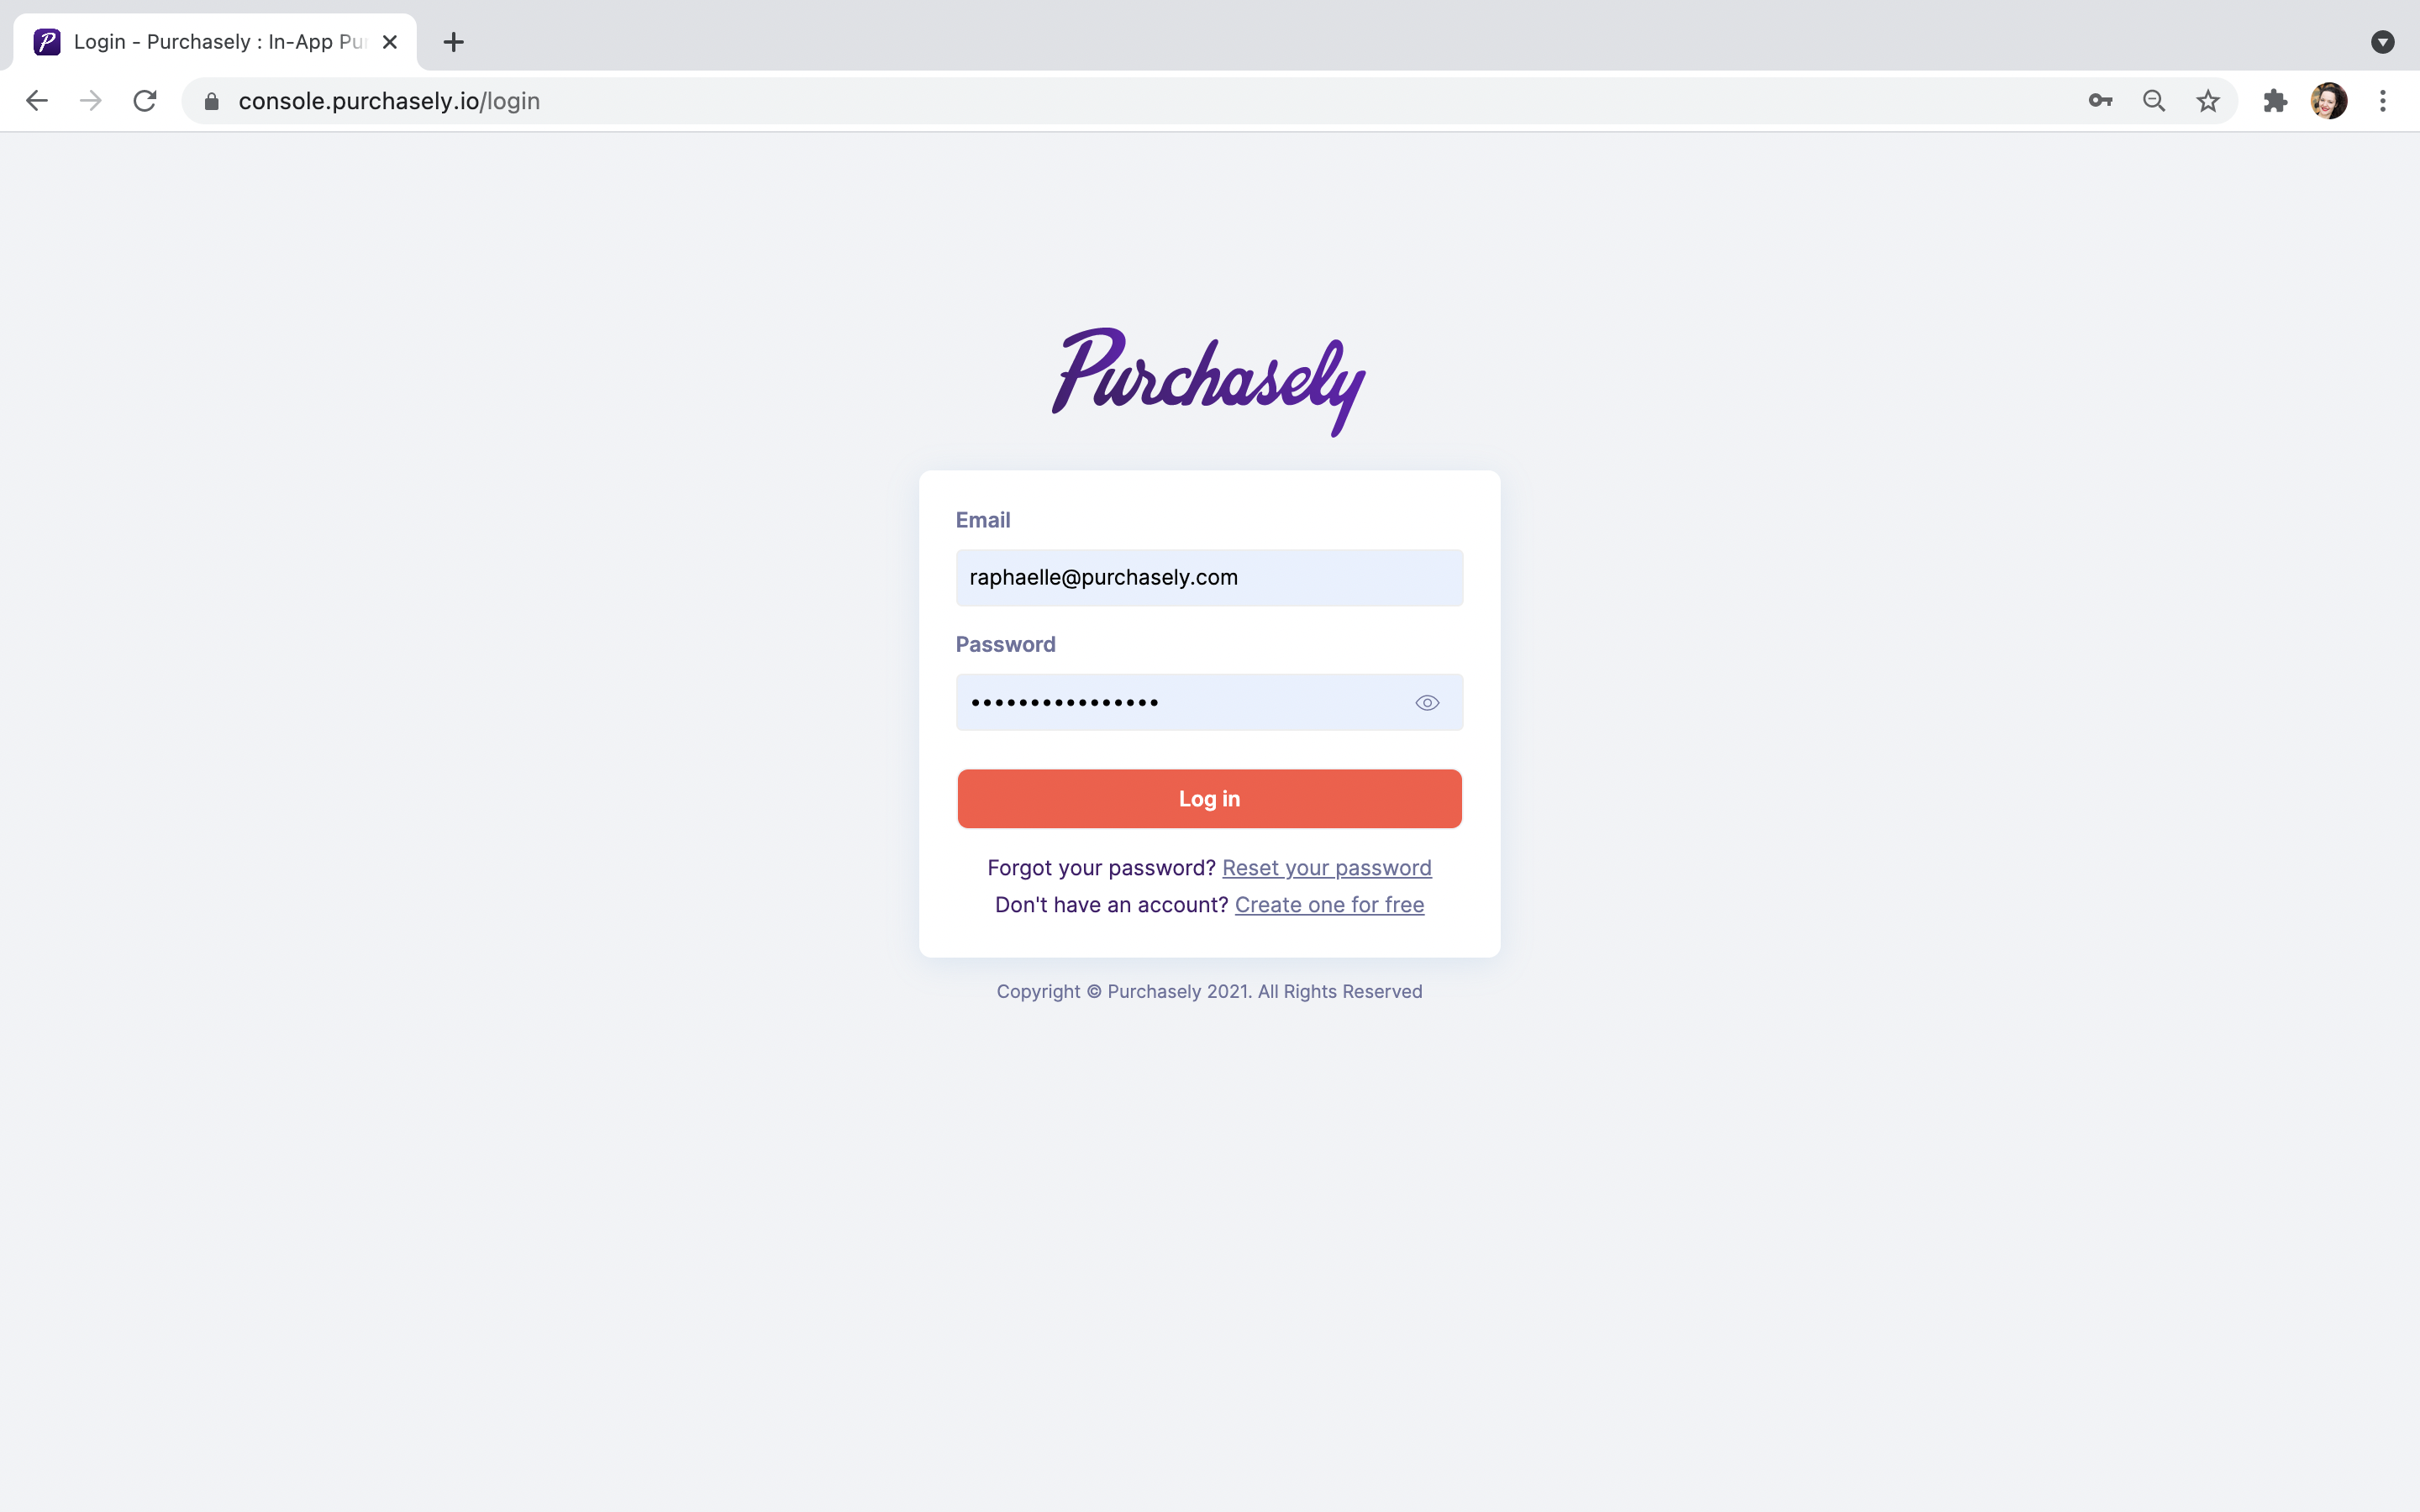 Login - Purchasely : In-App Pu
console.purchasely.io/login
Purchasely
Email
raphaelle@purchasely.com
Password
••••••••••••••••
Log in
Forgot your password? Reset your password
Don't have an account? Create one for free
Copyright © Purchasely 2021. All Rights Reserved